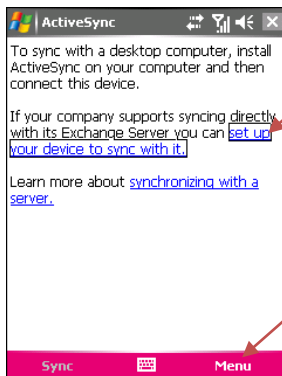 ActiveSync
To sync with a desktop computer, install
ActiveSync on your computer and then
connect this device.
If your company supports syncing directly
with its Exchange Server you can set up
your device to sync with it.
Learn more about synchronizing with a
server.
Sync Menu